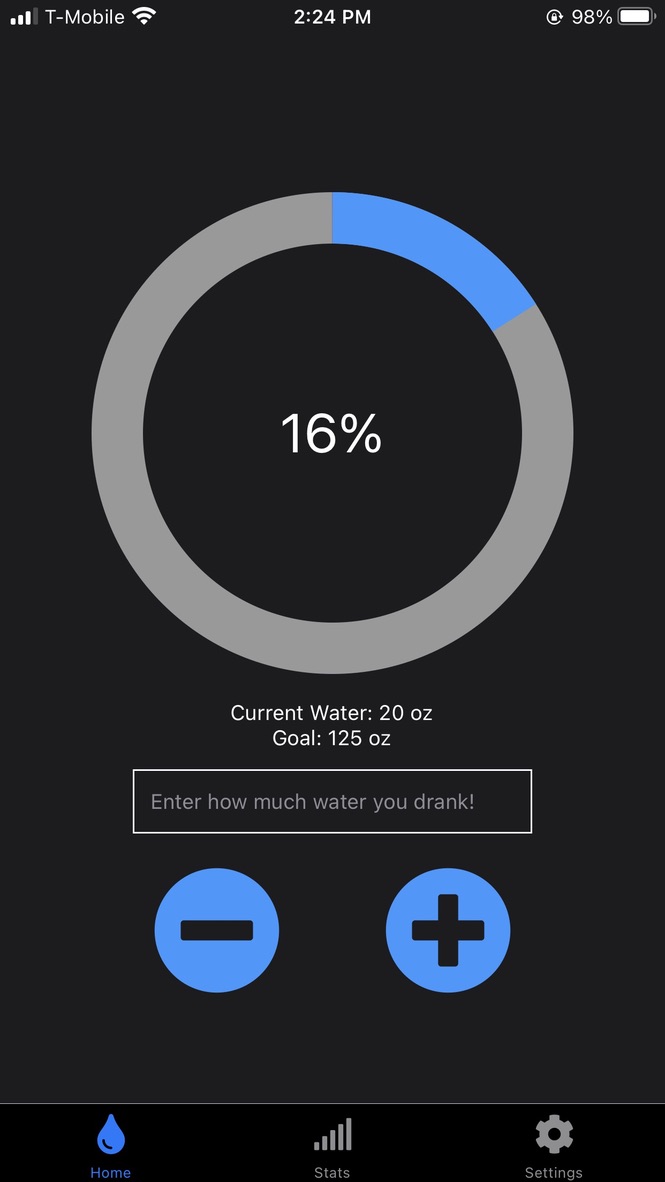 T-Mobile 2:24 PM 98%
16%
Current Water: 20 oz
Goal: 125 oz
Enter how much water you drank!
Home Stats Settings